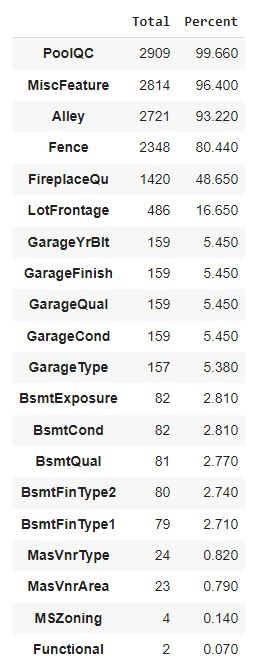 Total Percent
PoolQC 2909 99.660
MiscFeature 2814 96.400
Alley 2721 93.220
Fence 2348 80.440
FireplaceQu 1420 48.650
LotFrontage 486 16.650
GarageYrBlt 159 5.450
GarageFinish 159 5.450
GarageQual 159 5.450
GarageCond 159 5.450
GarageType 157 5.380
BsmtExposure 82 2.810
BsmtCond 82 2.810
BsmtQual 81 2.770
BsmtFinType2 80 2.740
BsmtFinType1 79 2.710
MasVnrType 24 0.820
MasVnrArea 23 0.790
MSZoning 4 0.140
Functional 2 0.070